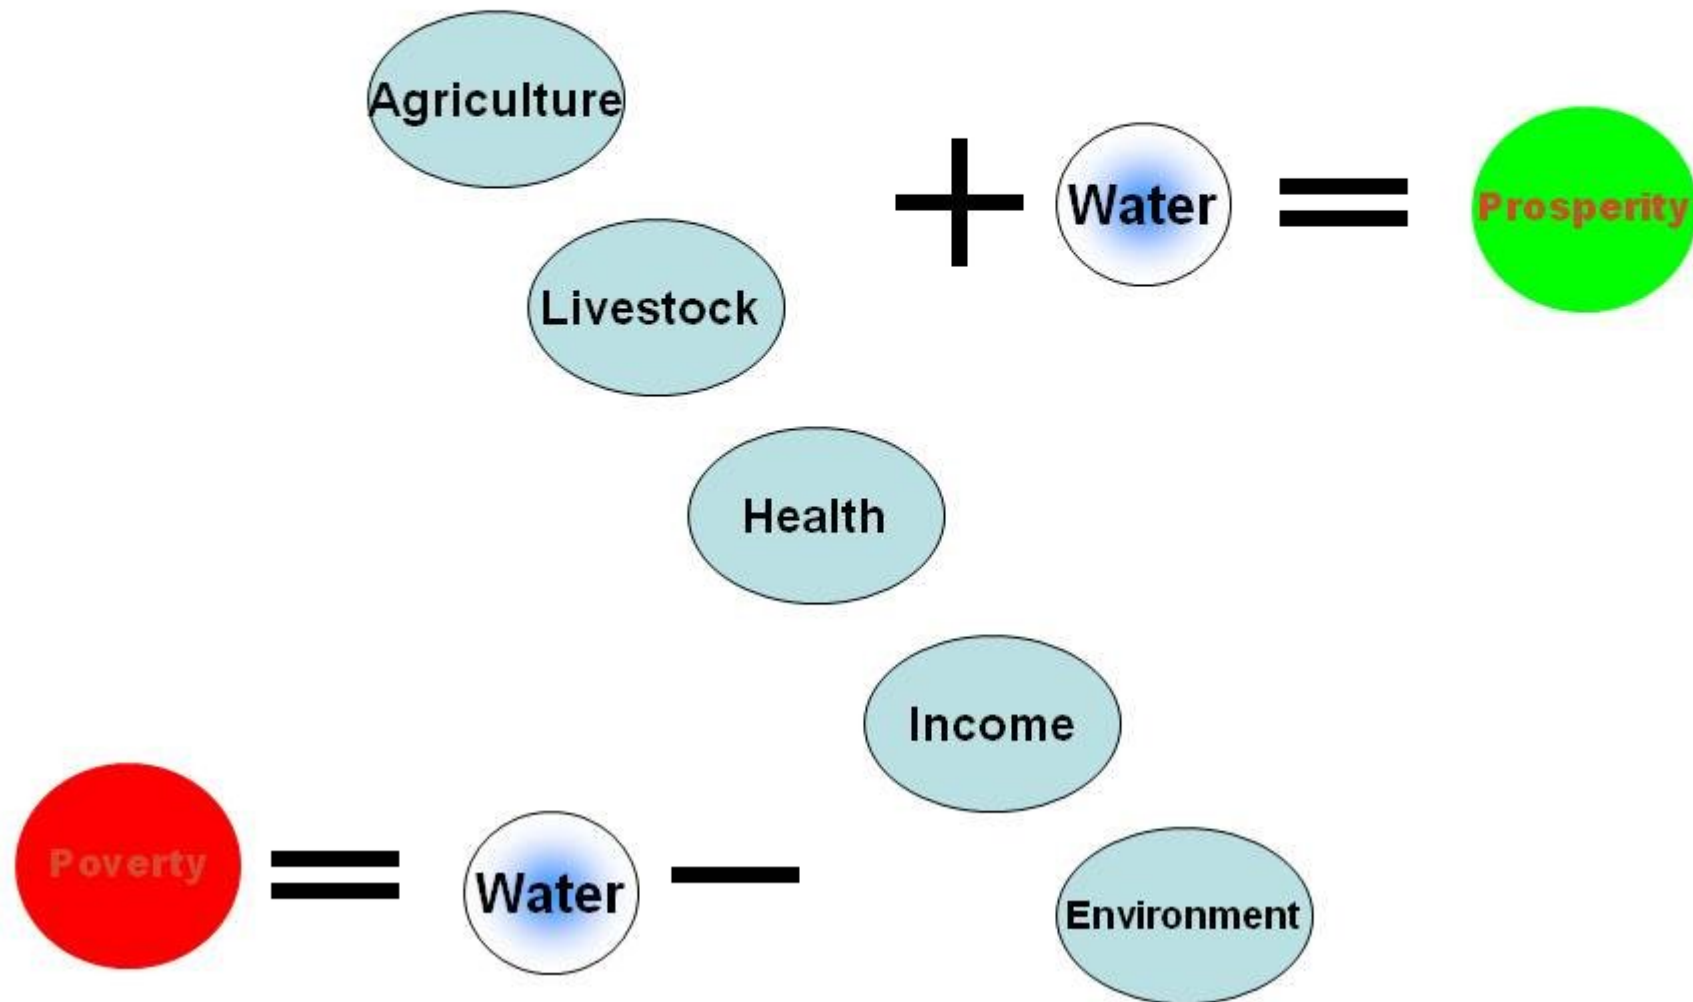 Agriculture
Water
Prosperity
Livestock
Health
Income
Poverty
Water
Environment